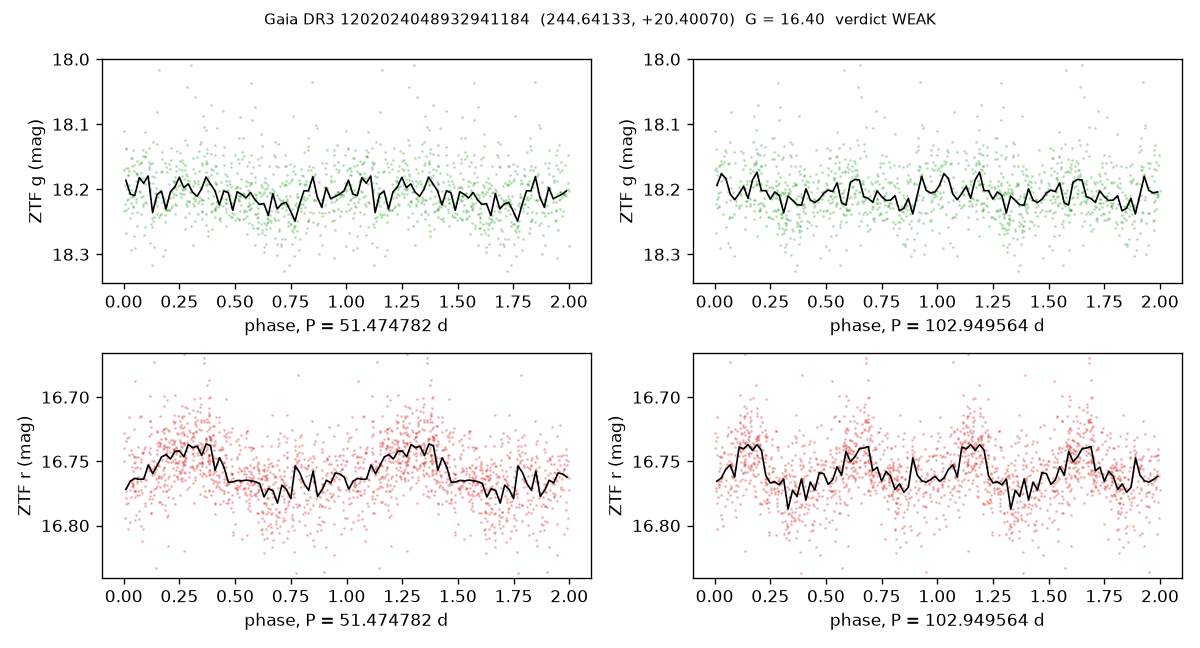 Gaia DR3 1202024048932941184  (244.64133, +20.40070)  G = 16.40  verdict WEAK
18.0
18.1
18.2
18.3
ZTF g (mag)
0.00 0.25 0.50 0.75 1.00 1.25 1.50 1.75 2.00
phase, P = 51.474782 d
18.0
18.1
18.2
18.3
ZTF g (mag)
0.00 0.25 0.50 0.75 1.00 1.25 1.50 1.75 2.00
phase, P = 102.949564 d
16.70
16.75
16.80
ZTF r (mag)
0.00 0.25 0.50 0.75 1.00 1.25 1.50 1.75 2.00
phase, P = 51.474782 d
16.70
16.75
16.80
ZTF r (mag)
0.00 0.25 0.50 0.75 1.00 1.25 1.50 1.75 2.00
phase, P = 102.949564 d